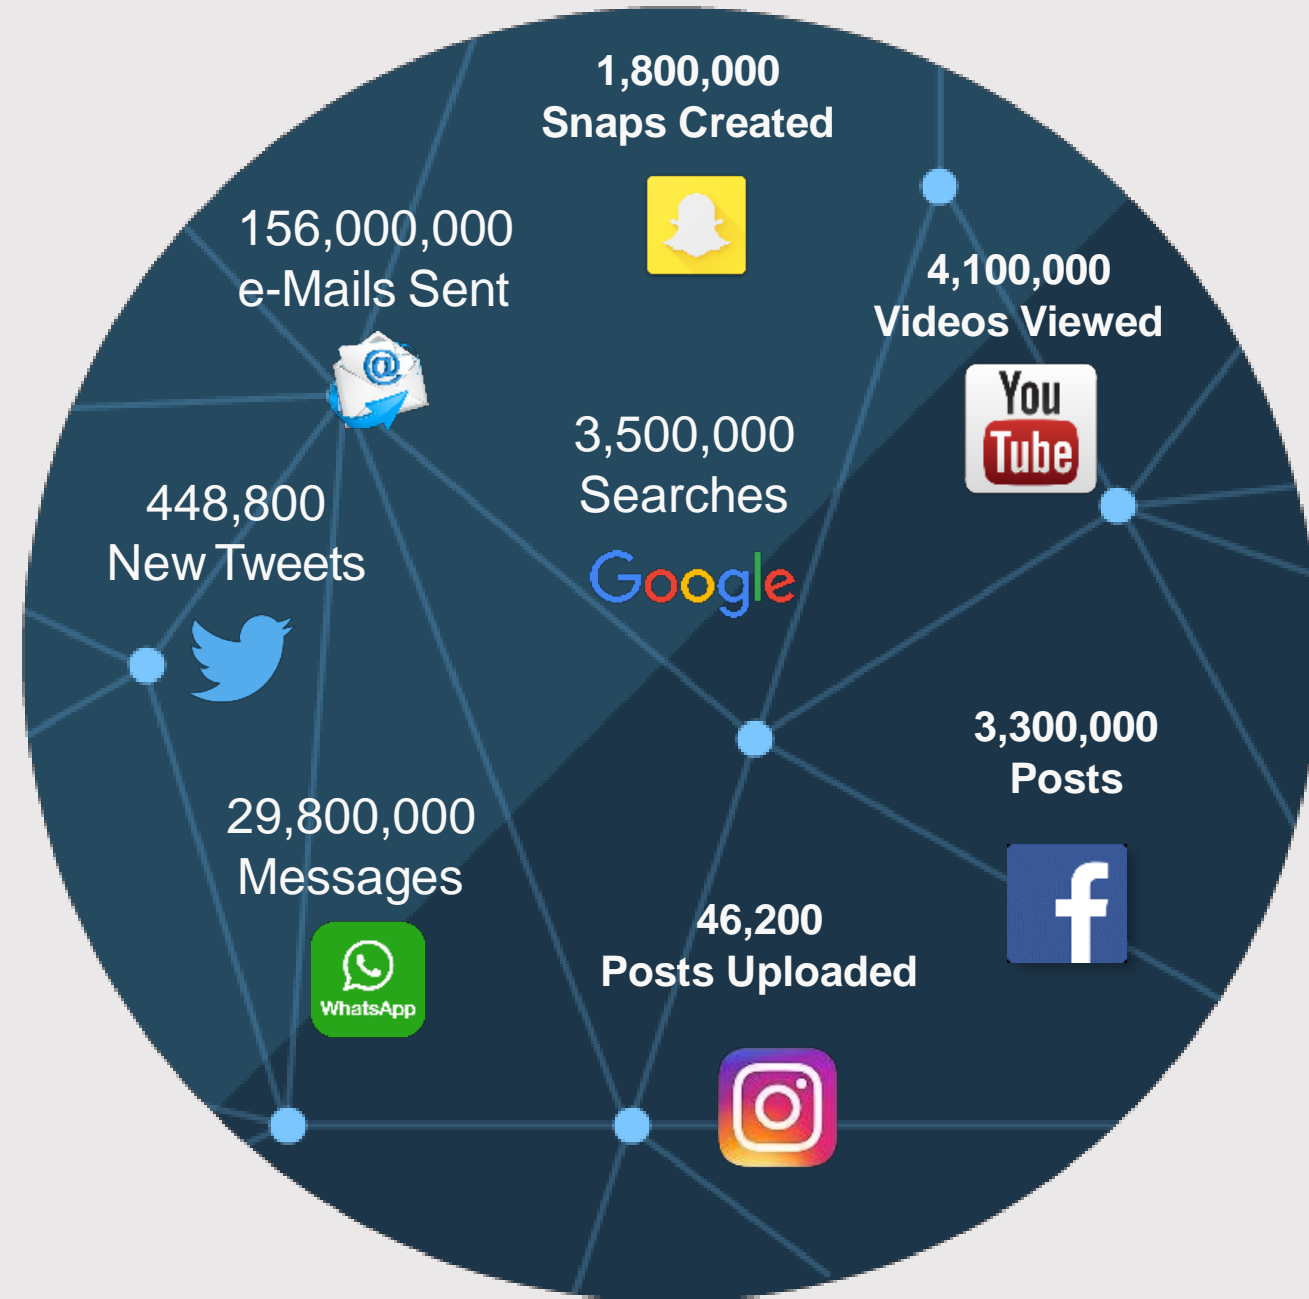 1,800,000
Snaps Created
156,000,000
e-Mails Sent
@
4,100,000
Videos Viewed
You
Tube
3,500,000
Searches
Google
448,800
New Tweets
3,300,000
Posts
f
29,800,000
Messages
WhatsApp
46,200
Posts Uploaded